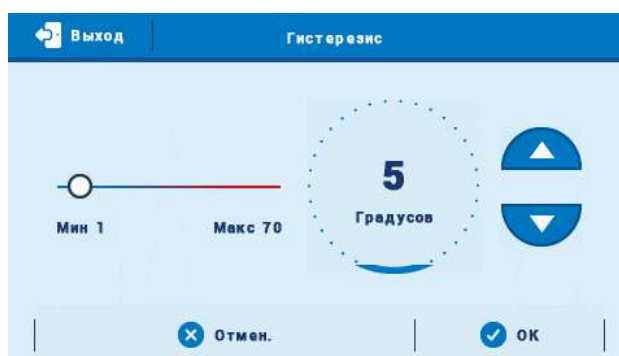 Выход
Гистерезис
5
Градусов
Мин 1
Макс 70
Отмен.
OK